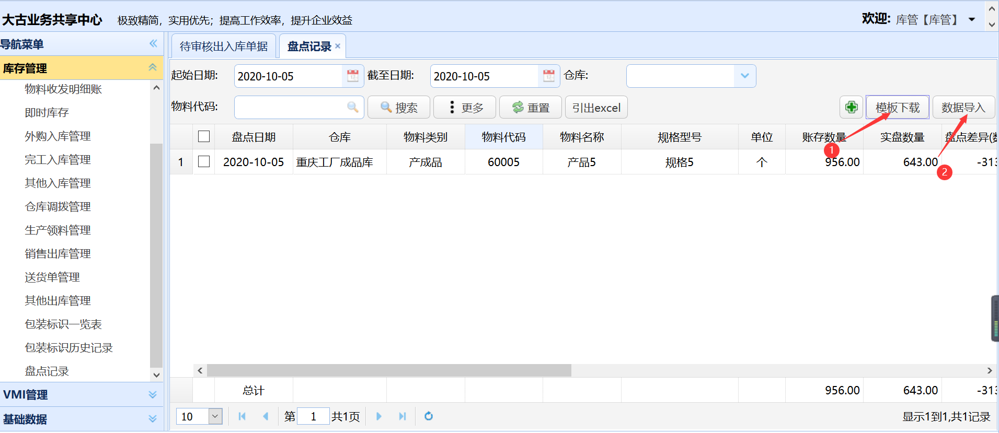 大古业务共享中心 极致精简，实用优先；提高工作效率，提升企业效益 欢迎: 库管【库管】
导航菜单
库存管理
物料收发明细账
即时库存
外购入库管理
完工入库管理
其他入库管理
仓库调拨管理
生产领料管理
销售出库管理
送货单管理
其他出库管理
包装标识一览表
包装标识历史记录
盘点记录
VMI管理
基础数据
待审核出入库单据 盘点记录 ×
起始日期: 2020-10-05 截至日期: 2020-10-05 仓库:
物料代码: 搜索 更多 重置 引出excel 模板下载 数据导入
盘点日期 仓库 物料类别 物料代码 物料名称 规格型号 单位 账存数量 实盘数量 盘点差异(
1 2020-10-05 重庆工厂成品库 产成品 60005 产品5 规格5 个 956.00 643.00 -313
1
2
总计 956.00 643.00 -313
10 第 1 共1页 显示1到1,共1记录